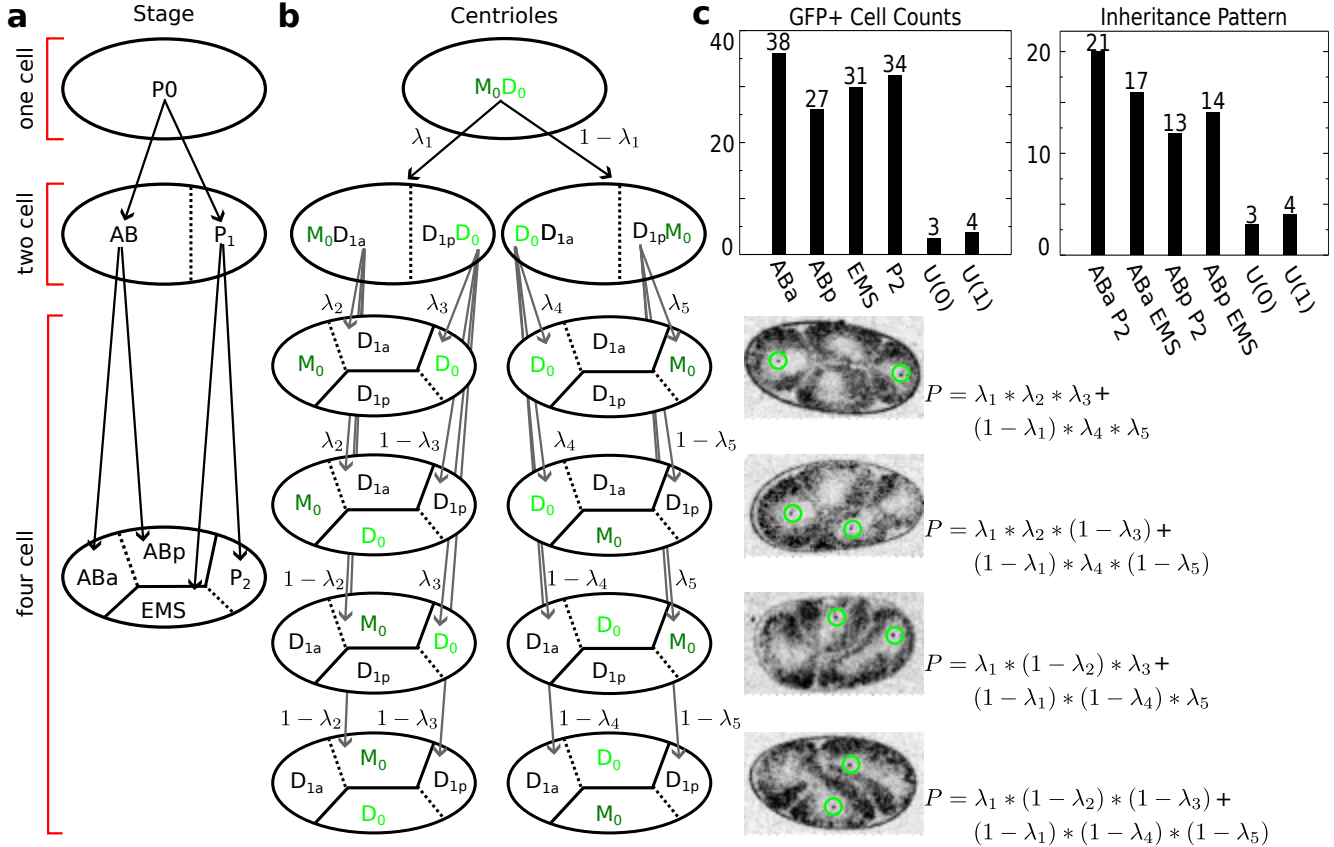 a
Stage
b
Centrioles
c
GFP+ Cell Counts
Inheritance Pattern
one cell
two cell
four cell
P0
AB
P₁
ABa
ABp
EMS
P₂
M₀D₀
λ₁
1 − λ₁
M₀D₁ₐ
D₁ₚD₀
D₀D₁ₐ
D₁ₚM₀
λ₂
λ₃
λ₄
λ₅
M₀
D₁ₐ
D₀
D₁ₚ
D₀
D₁ₐ
M₀
D₁ₚ
λ₂
1 − λ₃
λ₄
1 − λ₅
M₀
D₁ₐ
D₁ₚ
D₀
D₀
D₁ₐ
D₁ₚ
M₀
1 − λ₂
λ₃
1 − λ₄
λ₅
D₁ₐ
M₀
D₀
D₁ₚ
D₁ₐ
D₀
M₀
D₁ₚ
1 − λ₂
1 − λ₃
1 − λ₄
1 − λ₅
D₁ₐ
M₀
D₁ₚ
D₀
D₁ₐ
D₀
D₁ₚ
M₀
40
20
0
38
27
31
34
3
4
ABa
ABp
EMS
P2
U(0)
U(1)
20
15
10
5
0
21
17
13
14
3
4
ABa P2
ABa EMS
ABp P2
ABp EMS
U(0)
U(1)
P = λ₁ ∗ λ₂ ∗ λ₃ +
(1 − λ₁) ∗ λ₄ ∗ λ₅
P = λ₁ ∗ λ₂ ∗ (1 − λ₃) +
(1 − λ₁) ∗ λ₄ ∗ (1 − λ₅)
P = λ₁ ∗ (1 − λ₂) ∗ λ₃ +
(1 − λ₁) ∗ (1 − λ₄) ∗ λ₅
P = λ₁ ∗ (1 − λ₂) ∗ (1 − λ₃) +
(1 − λ₁) ∗ (1 − λ₄) ∗ (1 − λ₅)